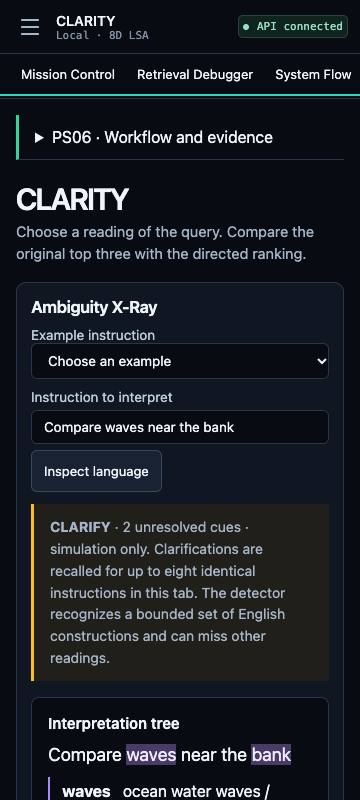 CLARITY
Local · 8D LSA
API connected
Mission Control Retrieval Debugger System Flow
PS06 · Workflow and evidence
CLARITY
Choose a reading of the query. Compare the
original top three with the directed ranking.
Ambiguity X-Ray
Example instruction
Choose an example
Instruction to interpret
Compare waves near the bank
Inspect language
CLARIFY · 2 unresolved cues ·
simulation only. Clarifications are
recalled for up to eight identical
instructions in this tab. The detector
recognizes a bounded set of English
constructions and can miss other
readings.
Interpretation tree
Compare waves near the bank
waves ocean water waves /